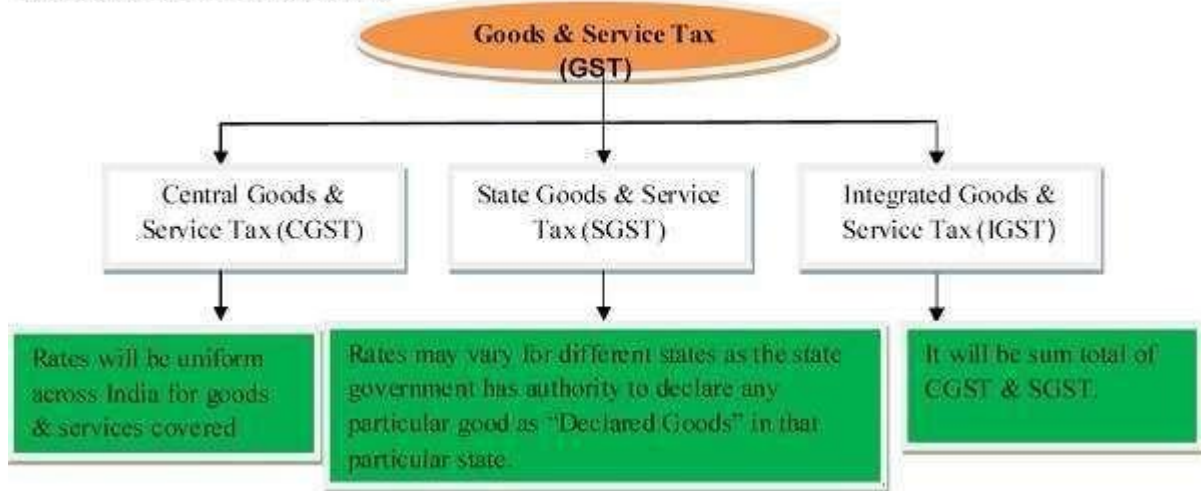 Goods & Service Tax
(GST)
Central Goods &
Service Tax (CGST)
State Goods & Service
Tax (SGST)
Integrated Goods &
Service Tax (IGST)
Rates will be uniform
across India for goods
& services covered
Rates may vary for different states as the state
government has authority to declare any
particular good as "Declared Goods" in that
particular state.
It will be sum total of
CGST & SGST.